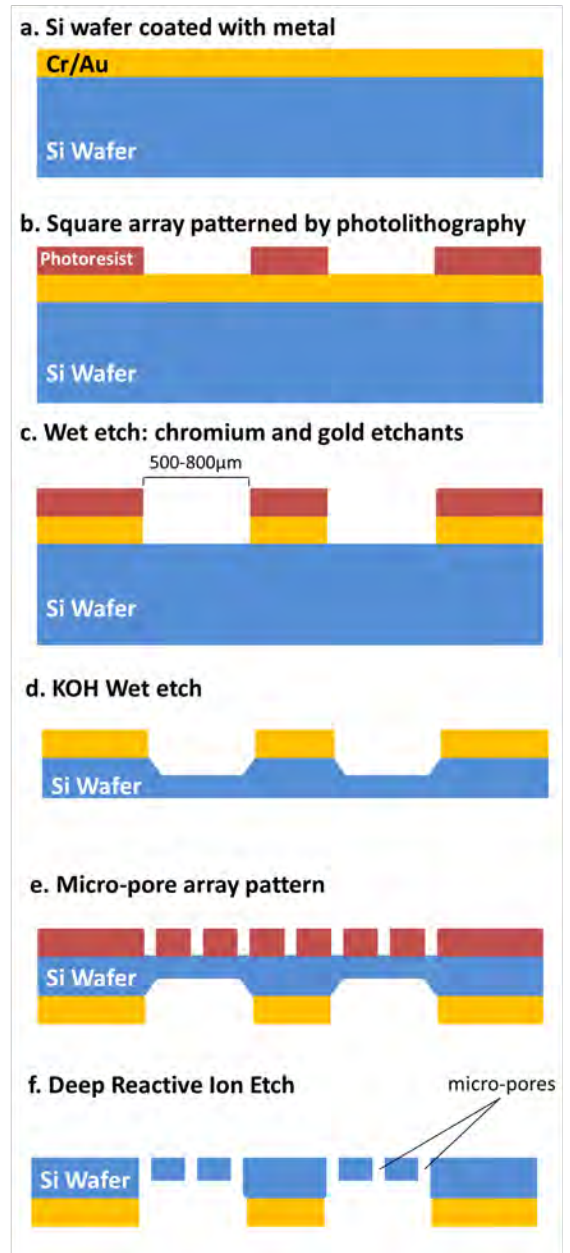 a. Si wafer coated with metal
Cr/Au
Si Wafer
b. Square array patterned by photolithography
Photoresist
Si Wafer
c. Wet etch: chromium and gold etchants
500-800μm
Si Wafer
d. KOH Wet etch
Si Wafer
e. Micro-pore array pattern
Si Wafer
f. Deep Reactive Ion Etch
micro-pores
Si Wafer